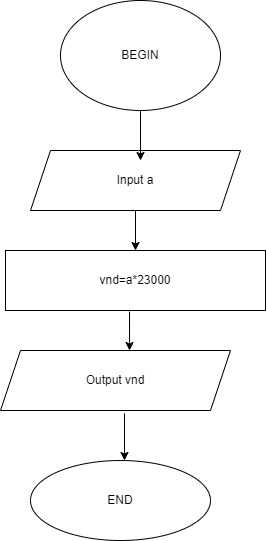 BEGIN
Input a
vnd=a*23000
Output vnd
END